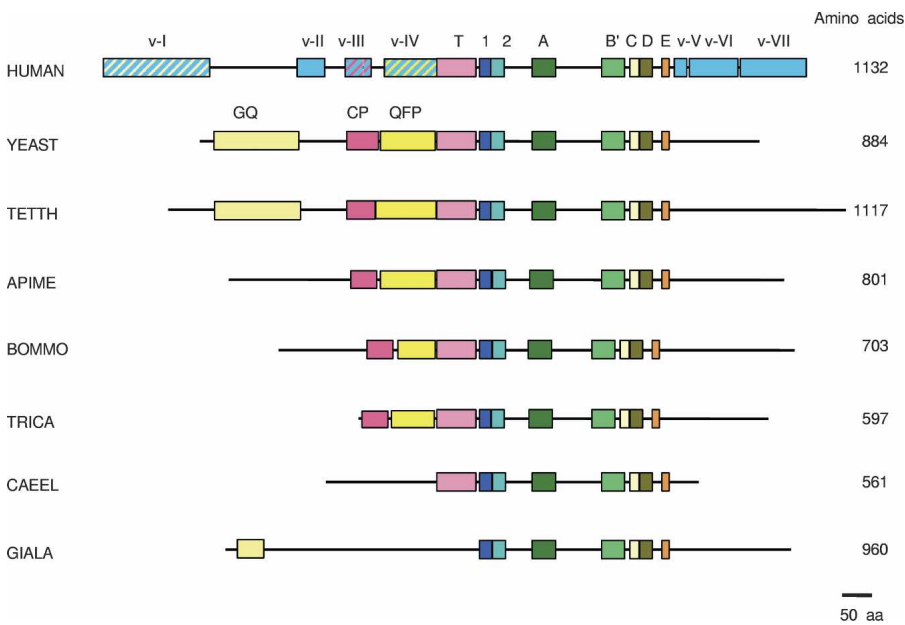 Amino acids
v-I v-II v-III v-IV T 1 2 A B' C D E v-V v-VI v-VII
HUMAN 1132
GQ CP QFP
YEAST 884
TETTH 1117
APIME 801
BOMMO 703
TRICA 597
CAEEL 561
GIALA 960
50 aa